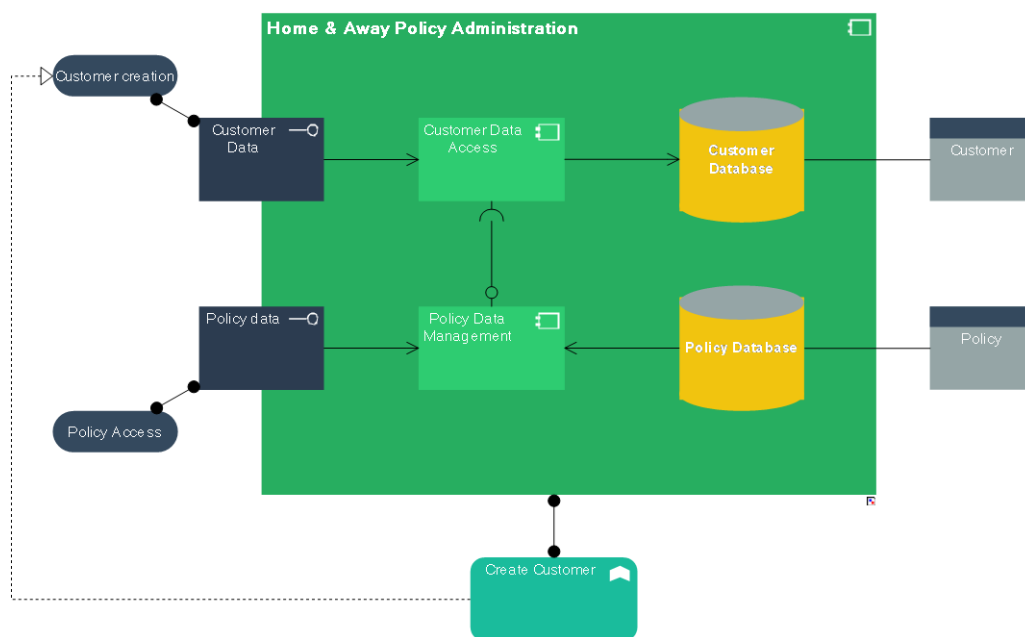 Home & Away Policy Administration
Customer creation
Customer
Data
Customer Data
Access
Customer
Database
Customer
Policy data
Policy Data
Management
Policy Database
Policy
Policy Access
Create Customer